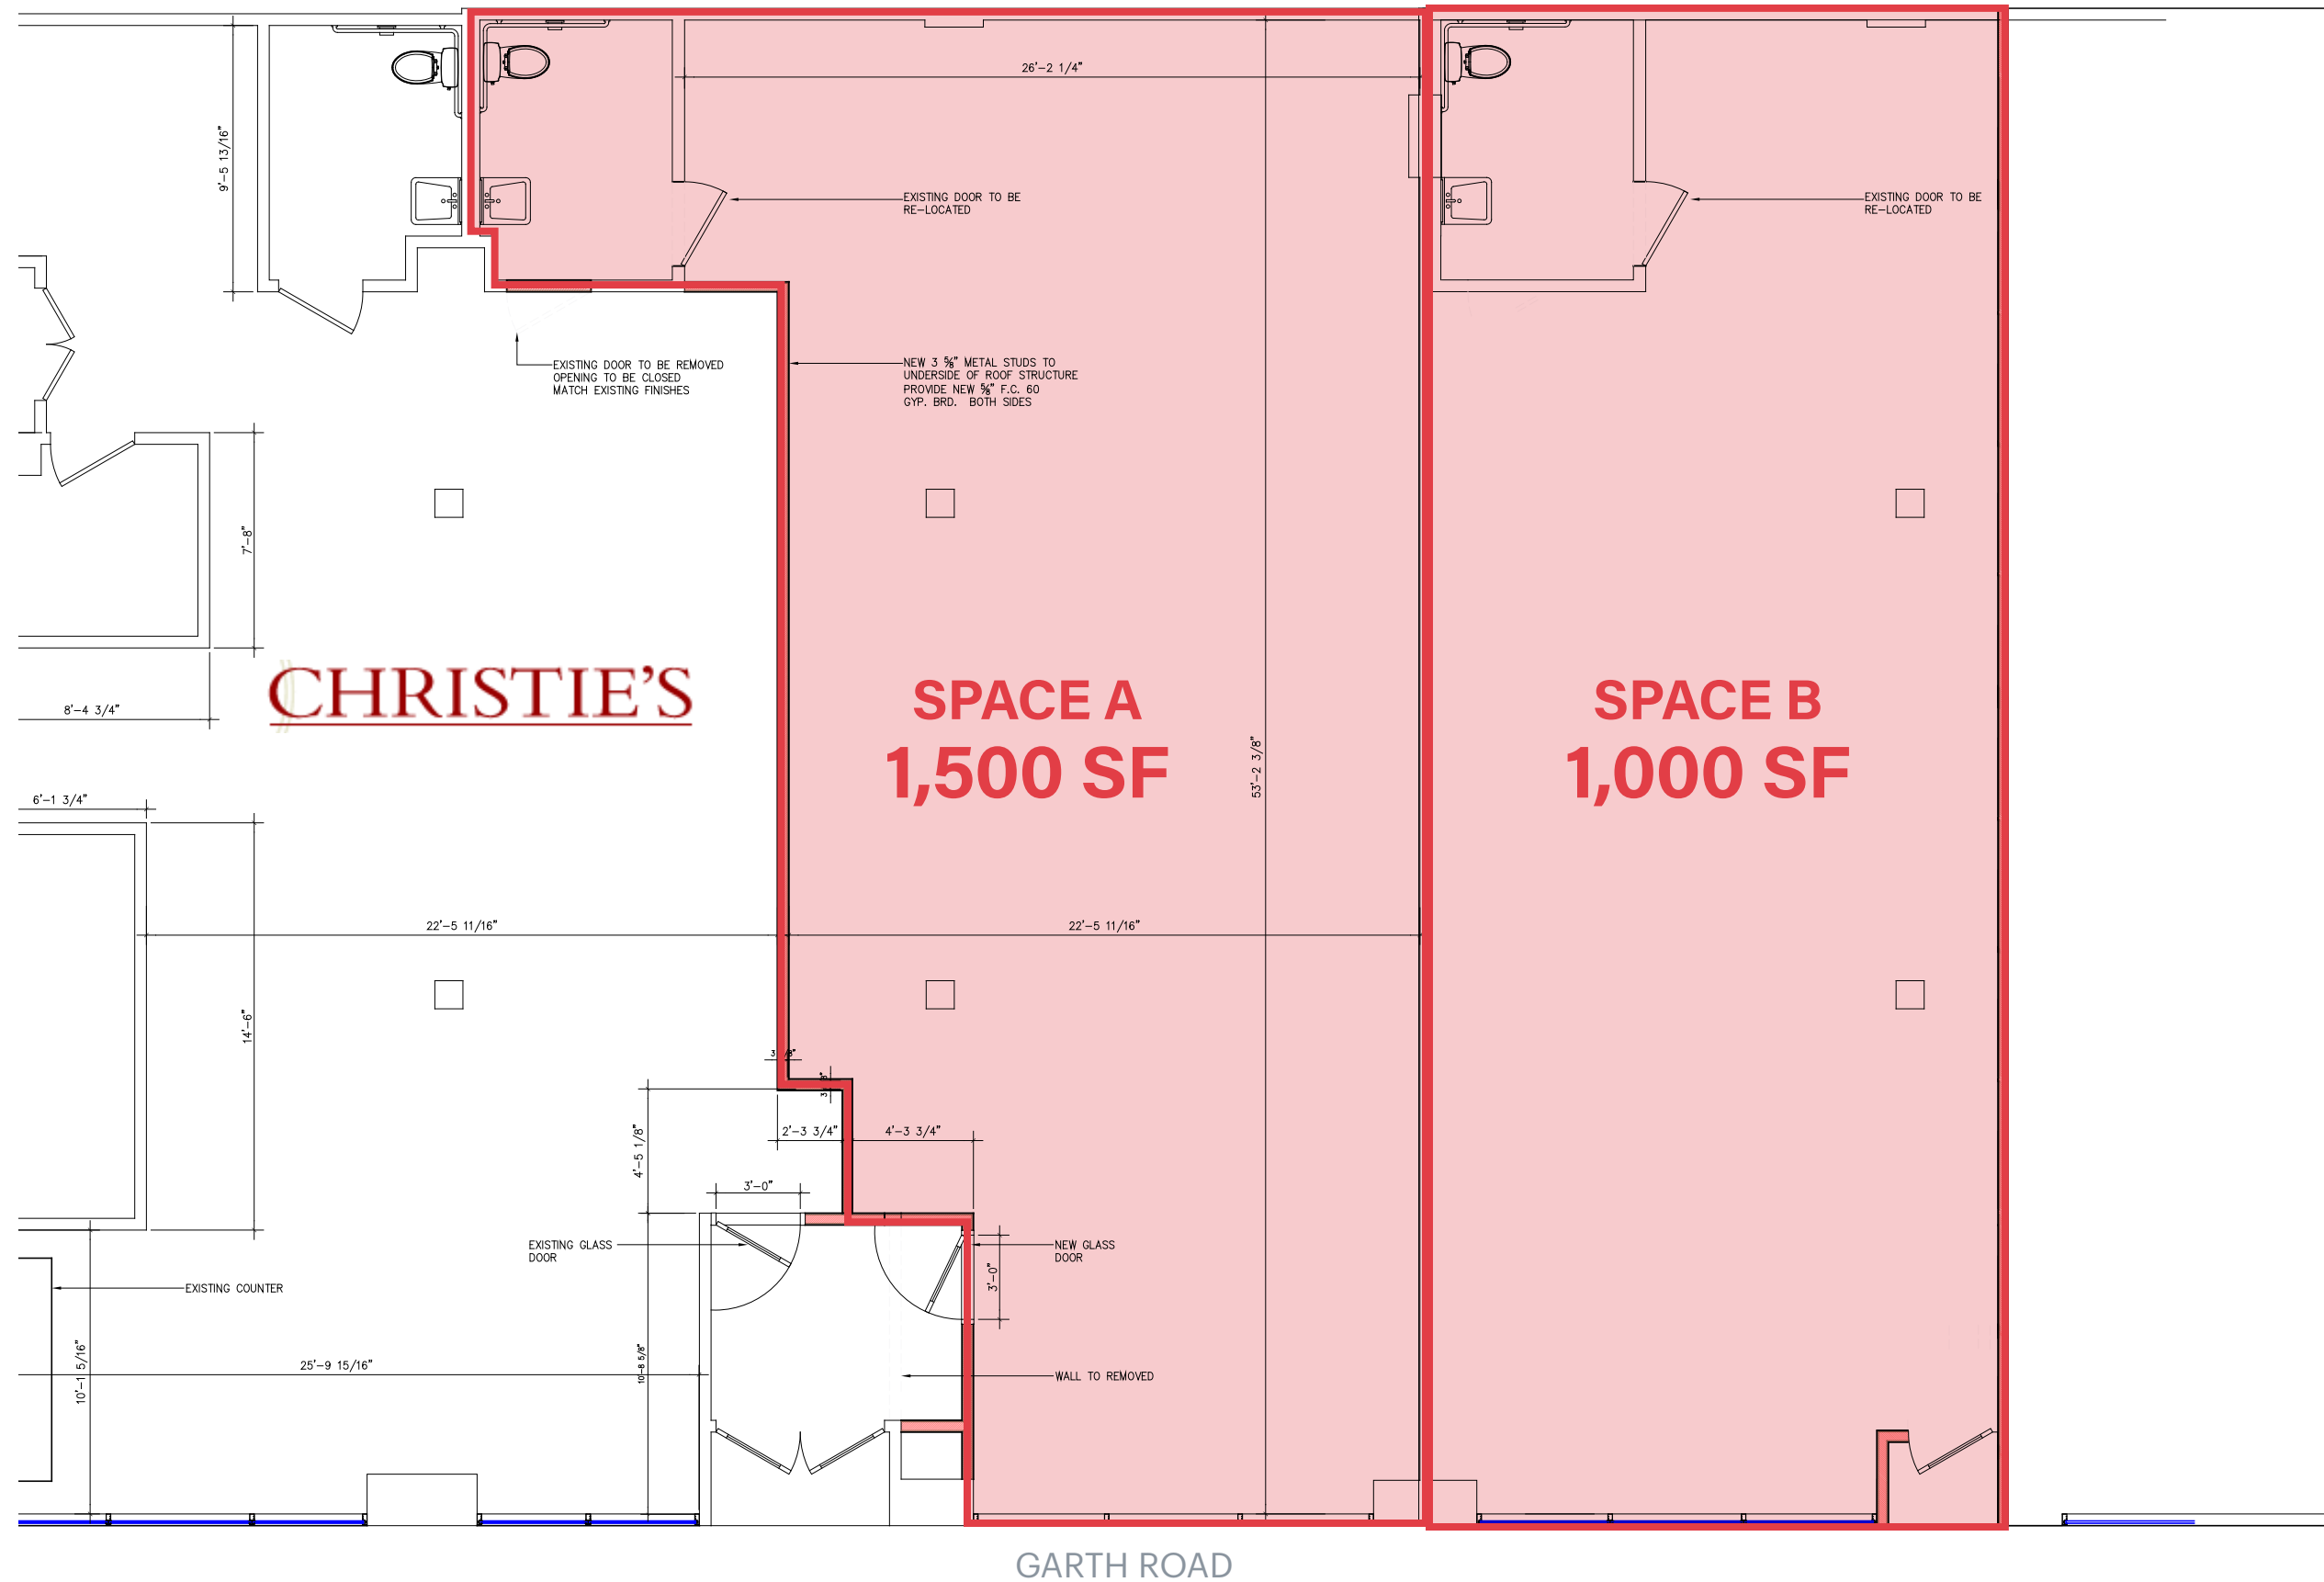 26'-2 1/4"
9'-5 13/16"
EXISTING DOOR TO BE
RE-LOCATED
EXISTING DOOR TO BE
RE-LOCATED
EXISTING DOOR TO BE REMOVED
OPENING TO BE CLOSED
MATCH EXISTING FINISHES
NEW 3 ⅝" METAL STUDS TO
UNDERSIDE OF ROOF STRUCTURE
PROVIDE NEW ⅝" F.C. 60
GYP. BRD. BOTH SIDES
7'-8"
CHRISTIE'S
8'-4 3/4"
SPACE A
1,500 SF
SPACE B
1,000 SF
53'-2 3/8"
6'-1 3/4"
22'-5 11/16"
22'-5 11/16"
14'-6"
2'-3 3/4"
4'-3 3/4"
4'-5 1/8"
3'-0"
EXISTING GLASS
DOOR
NEW GLASS
DOOR
3'-0"
EXISTING COUNTER
10'-1 5/16"
25'-9 15/16"
10'-8 5/8"
WALL TO REMOVED
GARTH ROAD